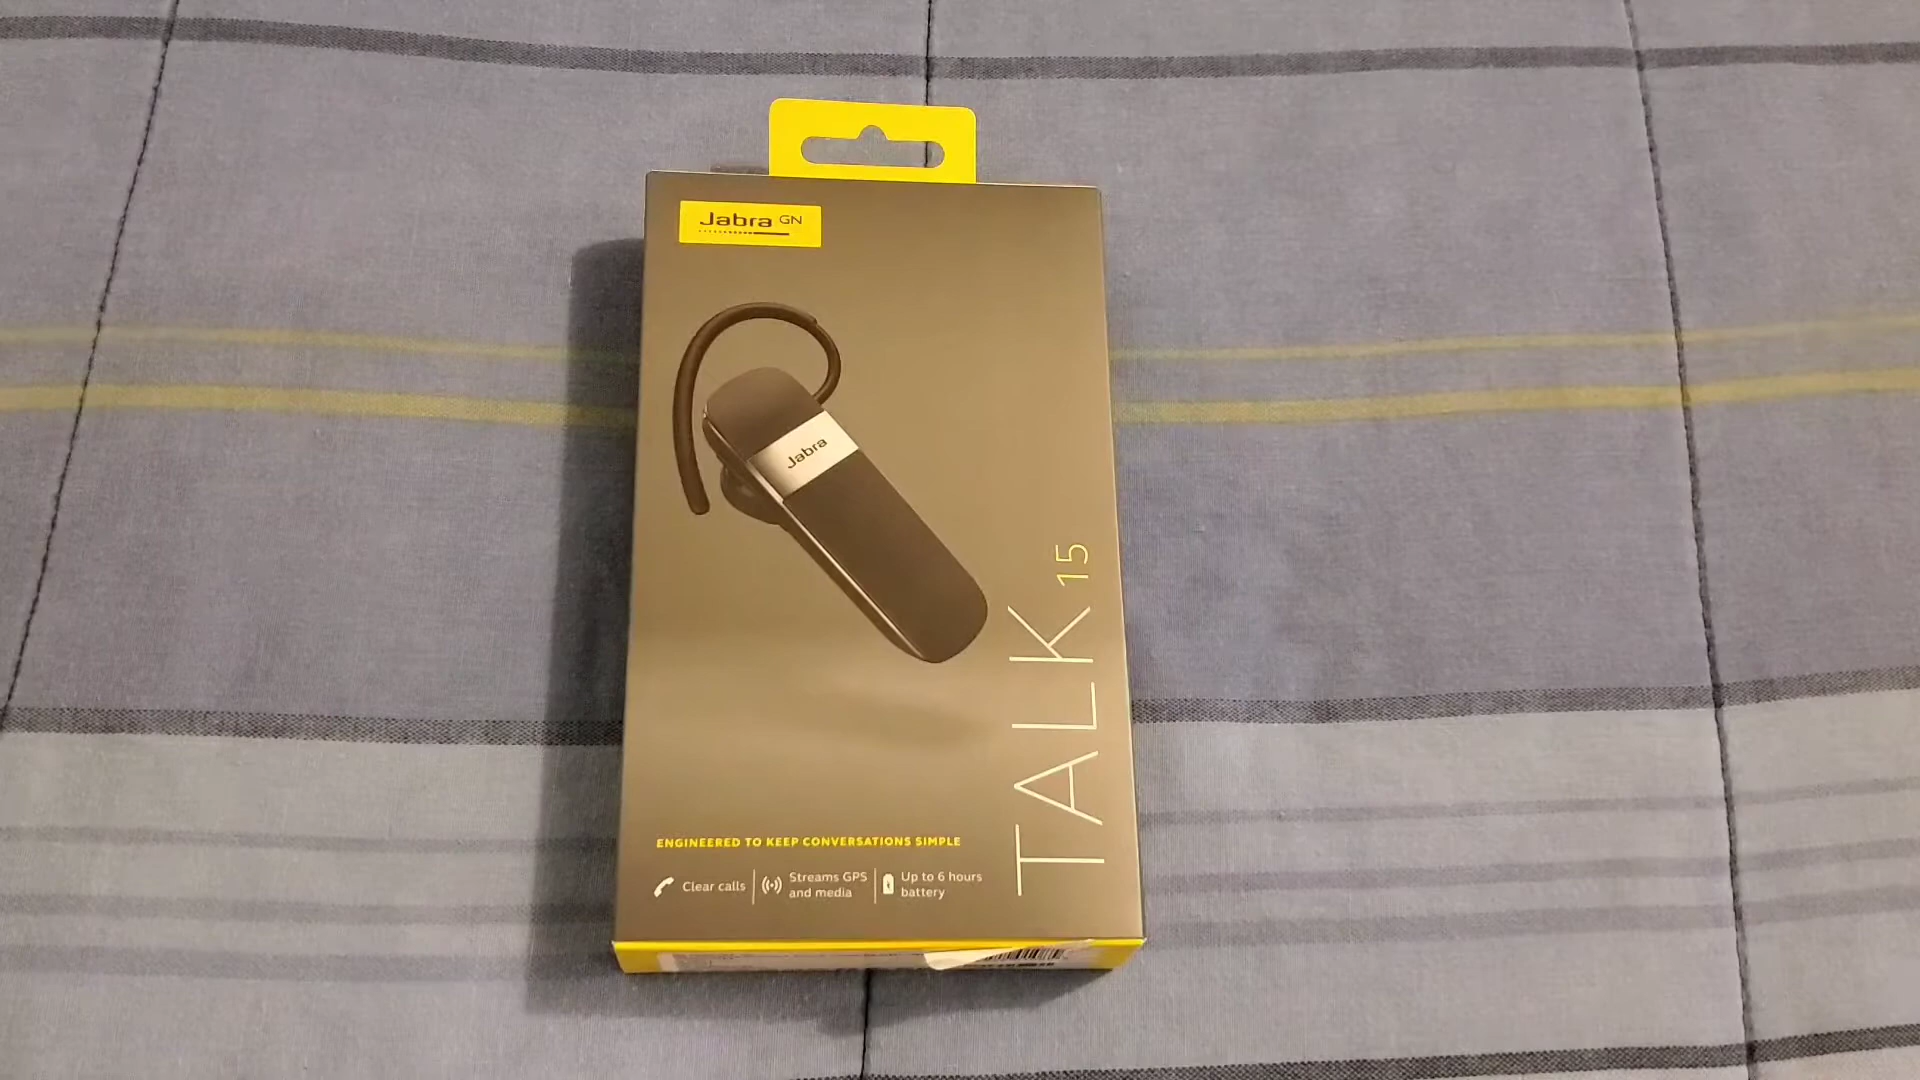 Jabra GN
Jabra
TALK 15
ENGINEERED TO KEEP CONVERSATIONS SIMPLE
Clear calls
Streams GPS
and media
Up to 6 hours
battery